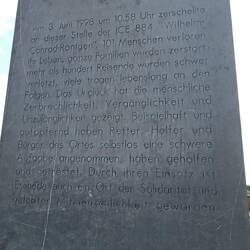 Am 3. Juni 1998 um 10.58 Uhr zerschellte
an dieser Stelle der ICE 884 "Wilhelm
Conrad Röntgen". 101 Menschen verloren
ihr Leben, ganze Familien wurden zerstört,
mehr als hundert Reisende wurden schwer
verletzt, viele tragen lebenslang an den
Folgen. Das Unglück hat die menschliche
Zerbrechlichkeit, Vergänglichkeit und
Unzulänglichkeit gezeigt. Beispielhaft und
aufopfernd haben Retter, Helfer und
Bürger des Ortes selbstlos eine schwere
Aufgabe angenommen, haben geholfen
und getröstet. Durch ihren Einsatz ist
Eschede auch ein Ort der Solidarität und
gelebter Mitmenschlichkeit geworden.